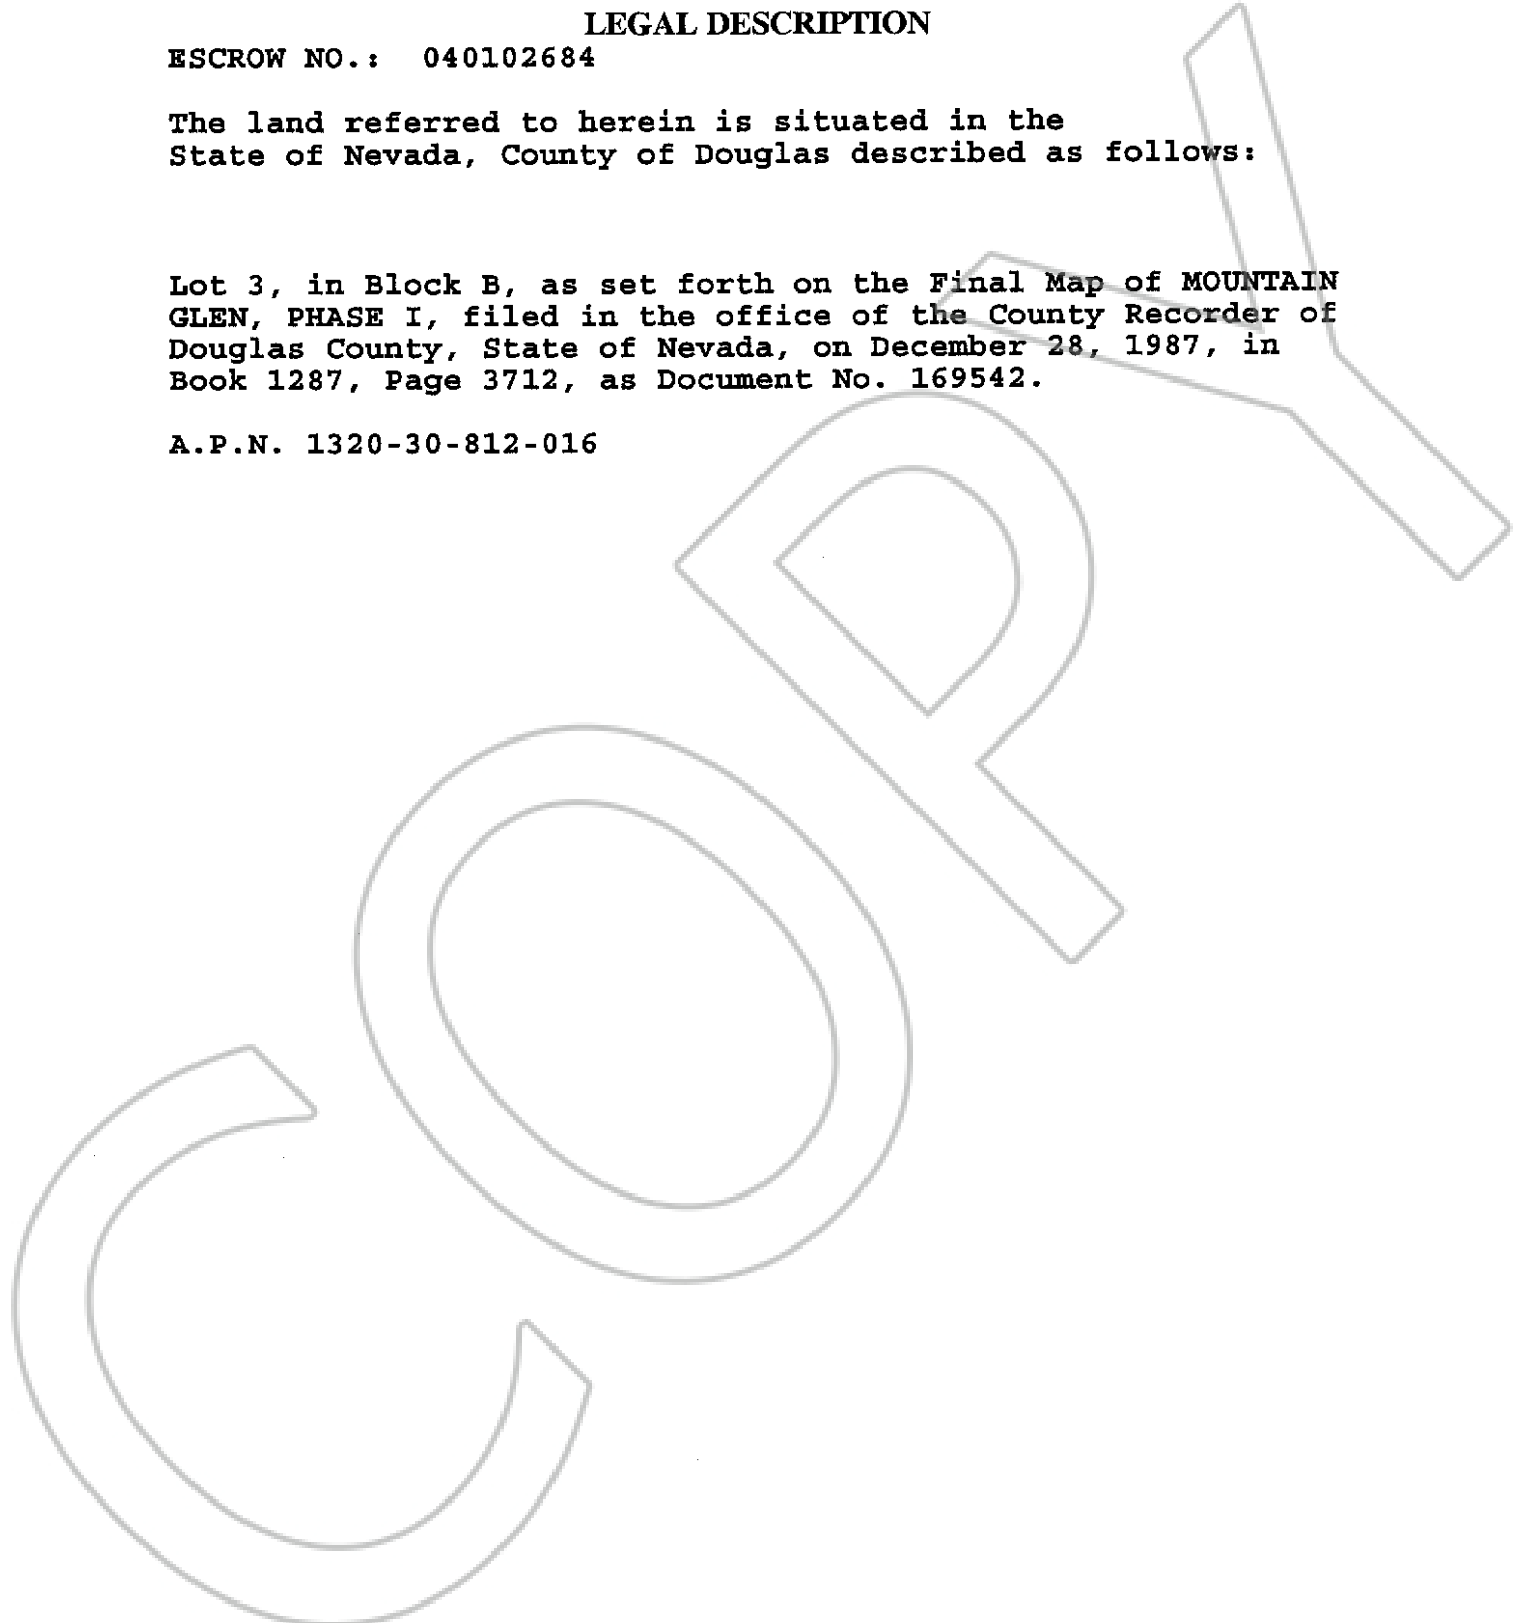 LEGAL DESCRIPTION
ESCROW NO.: 040102684
The land referred to herein is situated in the
State of Nevada, County of Douglas described as follows:
Lot 3, in Block B, as set forth on the Final Map of MOUNTAIN
GLEN, PHASE I, filed in the office of the County Recorder of
Douglas County, State of Nevada, on December 28, 1987, in
Book 1287, Page 3712, as Document No. 169542.
A.P.N. 1320-30-812-016
COPY